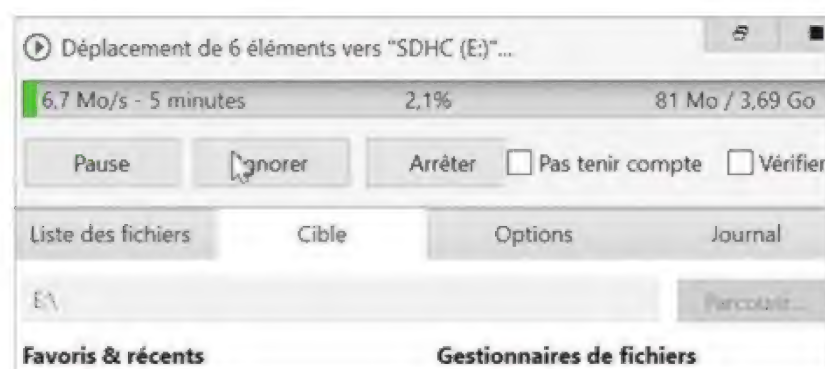 Déplacement de 6 éléments vers "SDHC (E:)"...
6,7 Mo/s - 5 minutes 2,1% 81 Mo / 3,69 Go
Pause Ignorer Arrêter Pas tenir compte Vérifier
Liste des fichiers Cible Options Journal
E:\ Parcourir...
Favoris & récents Gestionnaires de fichiers